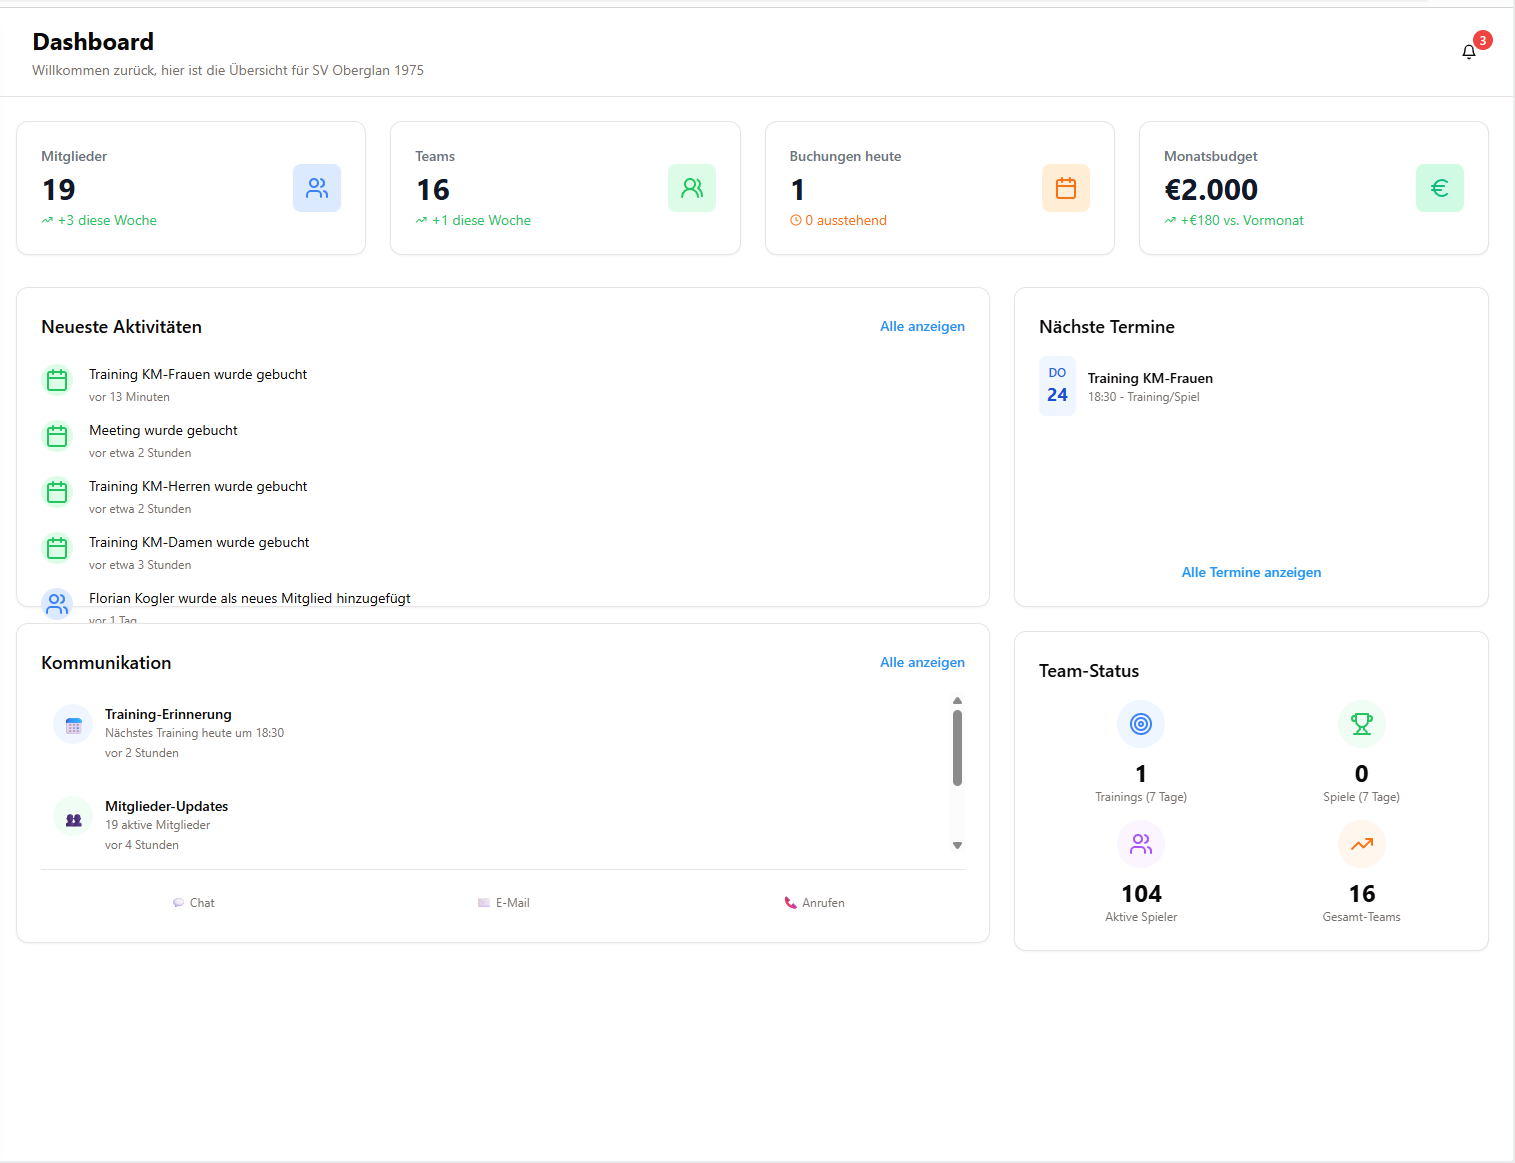 Dashboard
Willkommen zurück, hier ist die Übersicht für SV Oberglan 1975
3
Mitglieder
19
+3 diese Woche
Teams
16
+1 diese Woche
Buchungen heute
1
0 ausstehend
Monatsbudget
€2.000
+€180 vs. Vormonat
€
Neueste Aktivitäten
Alle anzeigen
Training KM-Frauen wurde gebucht
vor 13 Minuten
Meeting wurde gebucht
vor etwa 2 Stunden
Training KM-Herren wurde gebucht
vor etwa 2 Stunden
Training KM-Damen wurde gebucht
vor etwa 3 Stunden
Florian Kogler wurde als neues Mitglied hinzugefügt
vor 1 Tag
Nächste Termine
DO
24
Training KM-Frauen
18:30 - Training/Spiel
Alle Termine anzeigen
Kommunikation
Alle anzeigen
Training-Erinnerung
Nächstes Training heute um 18:30
vor 2 Stunden
Mitglieder-Updates
19 aktive Mitglieder
vor 4 Stunden
Chat
E-Mail
Anrufen
Team-Status
1
Trainings (7 Tage)
0
Spiele (7 Tage)
104
Aktive Spieler
16
Gesamt-Teams